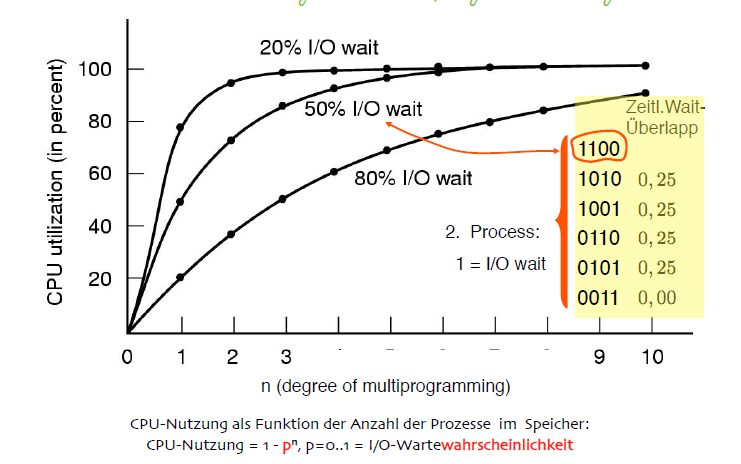 20% I/O wait
CPU utilization (in percent)
100
80
60
40
20
50% I/O wait
80% I/O wait
Zeitl.Wait-
Überlapp
1100
1010 0,25
1001 0,25
0110 0,25
0101 0,25
0011 0,00
2. Process:
1 = I/O wait
0 1 2 3 9 10
n (degree of multiprogramming)
CPU-Nutzung als Funktion der Anzahl der Prozesse im Speicher:
CPU-Nutzung = 1 - pⁿ, p=0..1 = I/O-Wartewahrscheinlichkeit